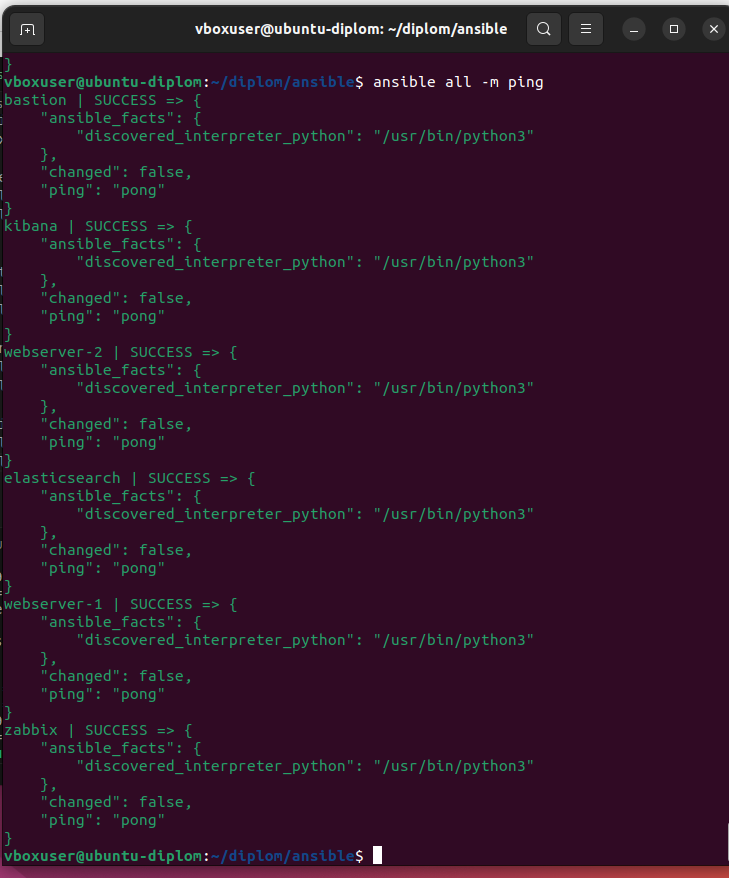 vboxuser@ubuntu-diplom: ~/diplom/ansible
}
vboxuser@ubuntu-diplom:~/diplom/ansible$ ansible all -m ping
bastion | SUCCESS => {
    "ansible_facts": {
        "discovered_interpreter_python": "/usr/bin/python3"
    },
    "changed": false,
    "ping": "pong"
}
kibana | SUCCESS => {
    "ansible_facts": {
        "discovered_interpreter_python": "/usr/bin/python3"
    },
    "changed": false,
    "ping": "pong"
}
webserver-2 | SUCCESS => {
    "ansible_facts": {
        "discovered_interpreter_python": "/usr/bin/python3"
    },
    "changed": false,
    "ping": "pong"
}
elasticsearch | SUCCESS => {
    "ansible_facts": {
        "discovered_interpreter_python": "/usr/bin/python3"
    },
    "changed": false,
    "ping": "pong"
}
webserver-1 | SUCCESS => {
    "ansible_facts": {
        "discovered_interpreter_python": "/usr/bin/python3"
    },
    "changed": false,
    "ping": "pong"
}
zabbix | SUCCESS => {
    "ansible_facts": {
        "discovered_interpreter_python": "/usr/bin/python3"
    },
    "changed": false,
    "ping": "pong"
}
vboxuser@ubuntu-diplom:~/diplom/ansible$